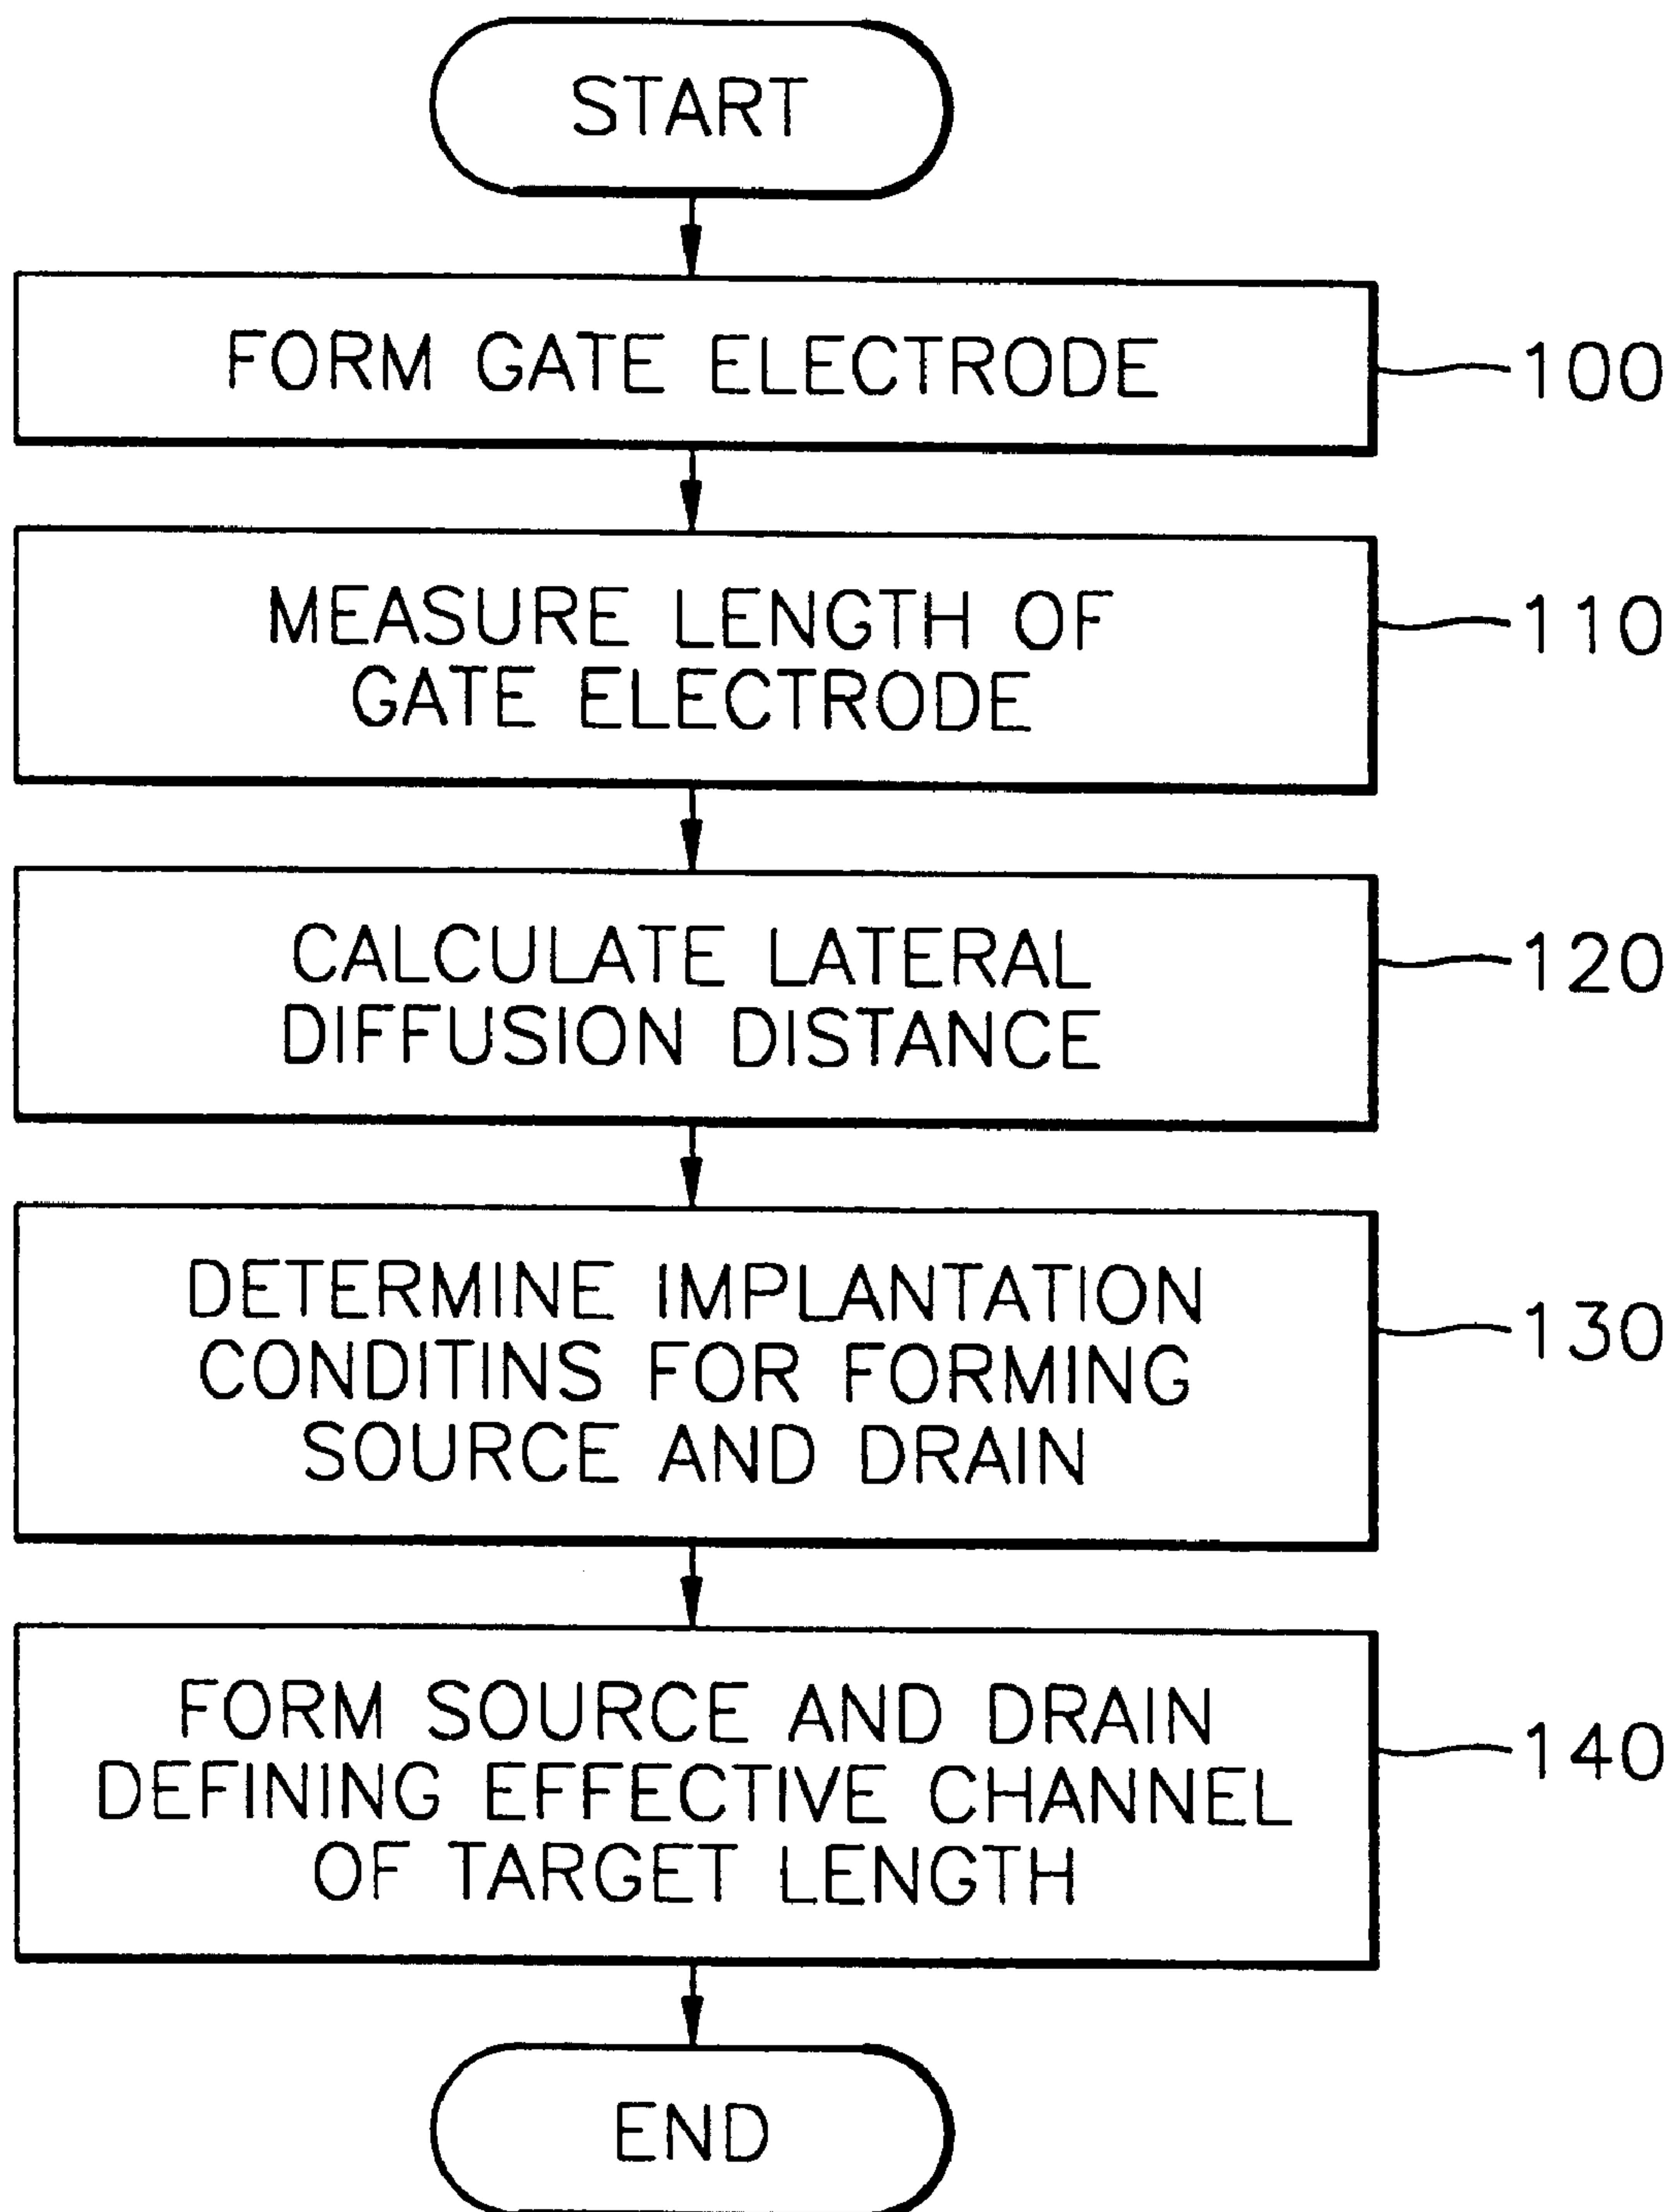 START
FORM GATE ELECTRODE
100
MEASURE LENGTH OF
GATE ELECTRODE
110
CALCULATE LATERAL
DIFFUSION DISTANCE
120
DETERMINE IMPLANTATION
CONDITINS FOR FORMING
SOURCE AND DRAIN
130
FORM SOURCE AND DRAIN
DEFINING EFFECTIVE CHANNEL
OF TARGET LENGTH
140
END